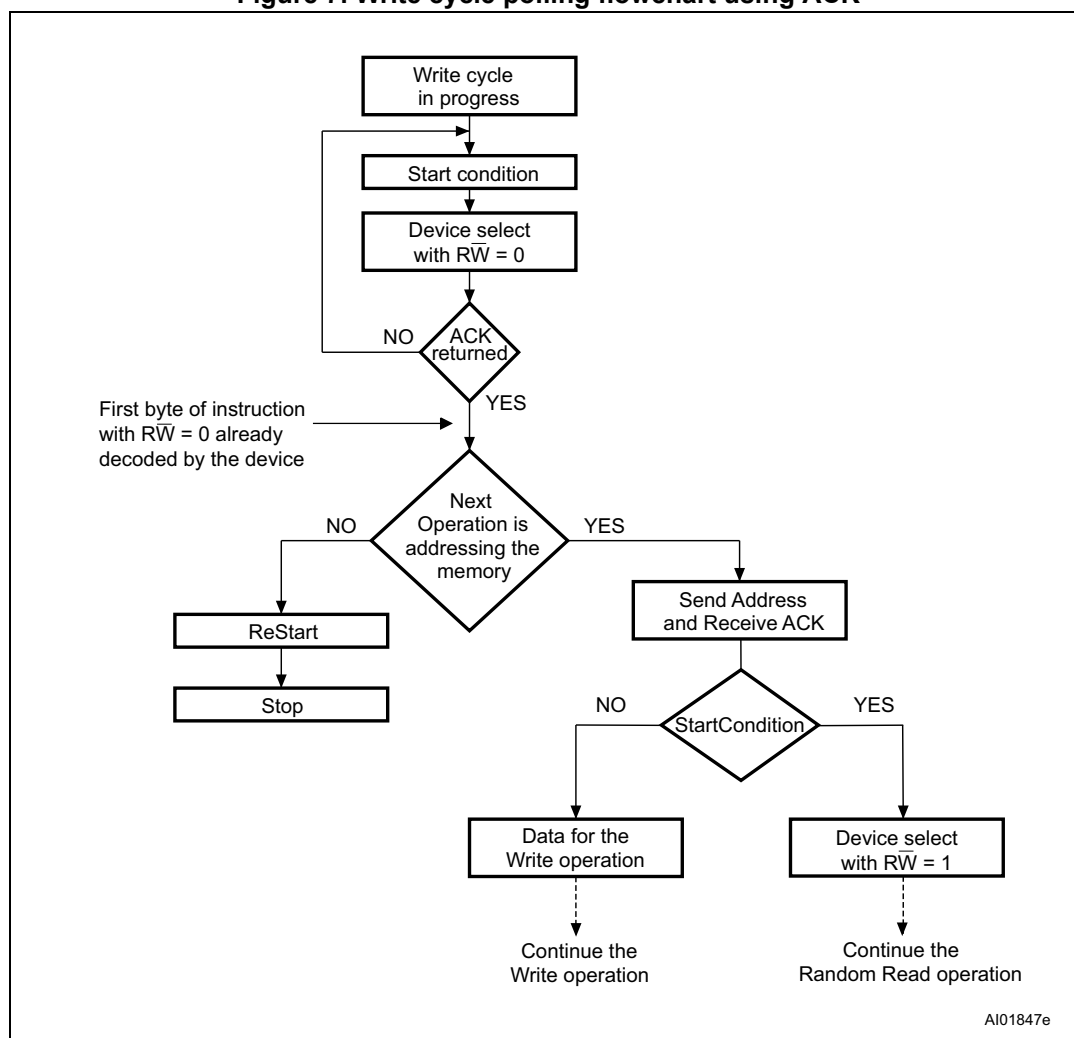 Figure 7. Write cycle polling flowchart using ACK
Write cycle
in progress
Start condition
Device select
with RW̅ = 0
NO
ACK
returned
YES
First byte of instruction
with RW̅ = 0 already
decoded by the device
NO
Next
Operation is
addressing the
memory
YES
ReStart
Stop
Send Address
and Receive ACK
NO
StartCondition
YES
Data for the
Write operation
Device select
with RW̅ = 1
Continue the
Write operation
Continue the
Random Read operation
AI01847e